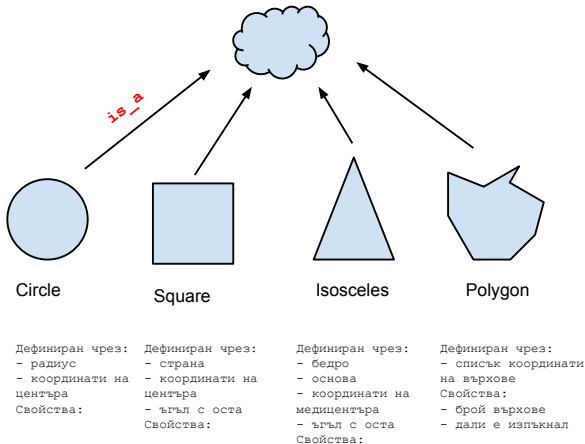 is_a
Circle
Square
Isosceles
Polygon
Дефиниран чрез:
- радиус
- координати на
центъра
Свойства:
Дефиниран чрез:
- страна
- координати на
центъра
- ъгъл с оста
Свойства:
Дефиниран чрез:
- бедро
- основа
- координати на
медицентъра
- ъгъл с оста
Свойства:
Дефиниран чрез:
- списък координати
на върхове
Свойства:
- брой върхове
- дали е изпъкнал